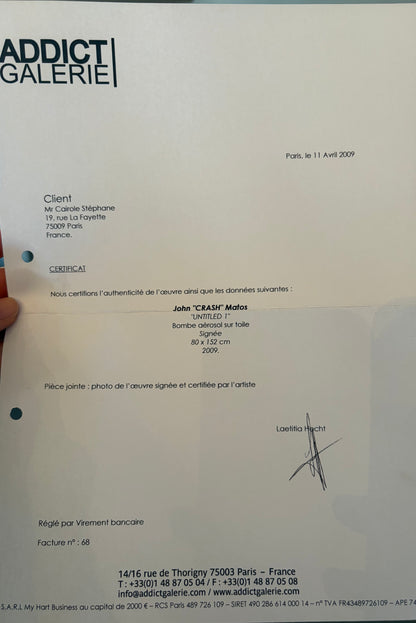 ADDICT
GALERIE
Paris, le 11 Avril 2009
Client
Mr Cairole Stéphane
19, rue La Fayette
75009 Paris
France.
CERTIFICAT
Nous certifions l'authenticité de l'œuvre ainsi que les données suivantes :
John "CRASH" Matos
"UNTITLED 1"
Bombe aérosol sur toile
Signée
80 x 152 cm
2009.
Pièce jointe : photo de l'œuvre signée et certifiée par l'artiste
Laetitia Hecht
Réglé par Virement bancaire
Facture n° : 68
14/16 rue de Thorigny 75003 Paris – France
T : +33(0)1 48 87 05 04 / F : +33(0)1 48 87 05 08
info@addictgalerie.com / www.addictgalerie.com
S.A.R.L My Hart Business au capital de 2000 € – RCS Paris 489 726 109 – SIRET 490 286 614 000 14 – n° TVA FR43489726109 – APE 74